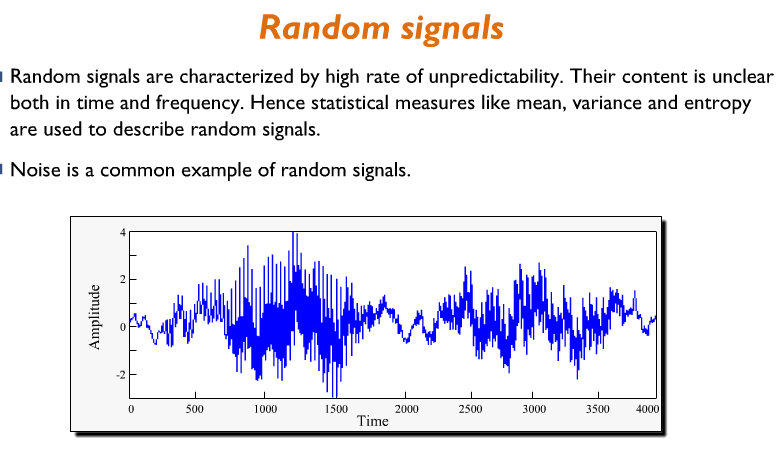 Random signals
Random signals are characterized by high rate of unpredictability. Their content is unclear
both in time and frequency. Hence statistical measures like mean, variance and entropy
are used to describe random signals.
Noise is a common example of random signals.
4
2
0
-2
Amplitude
0 500 1000 1500 2000 2500 3000 3500 4000
Time